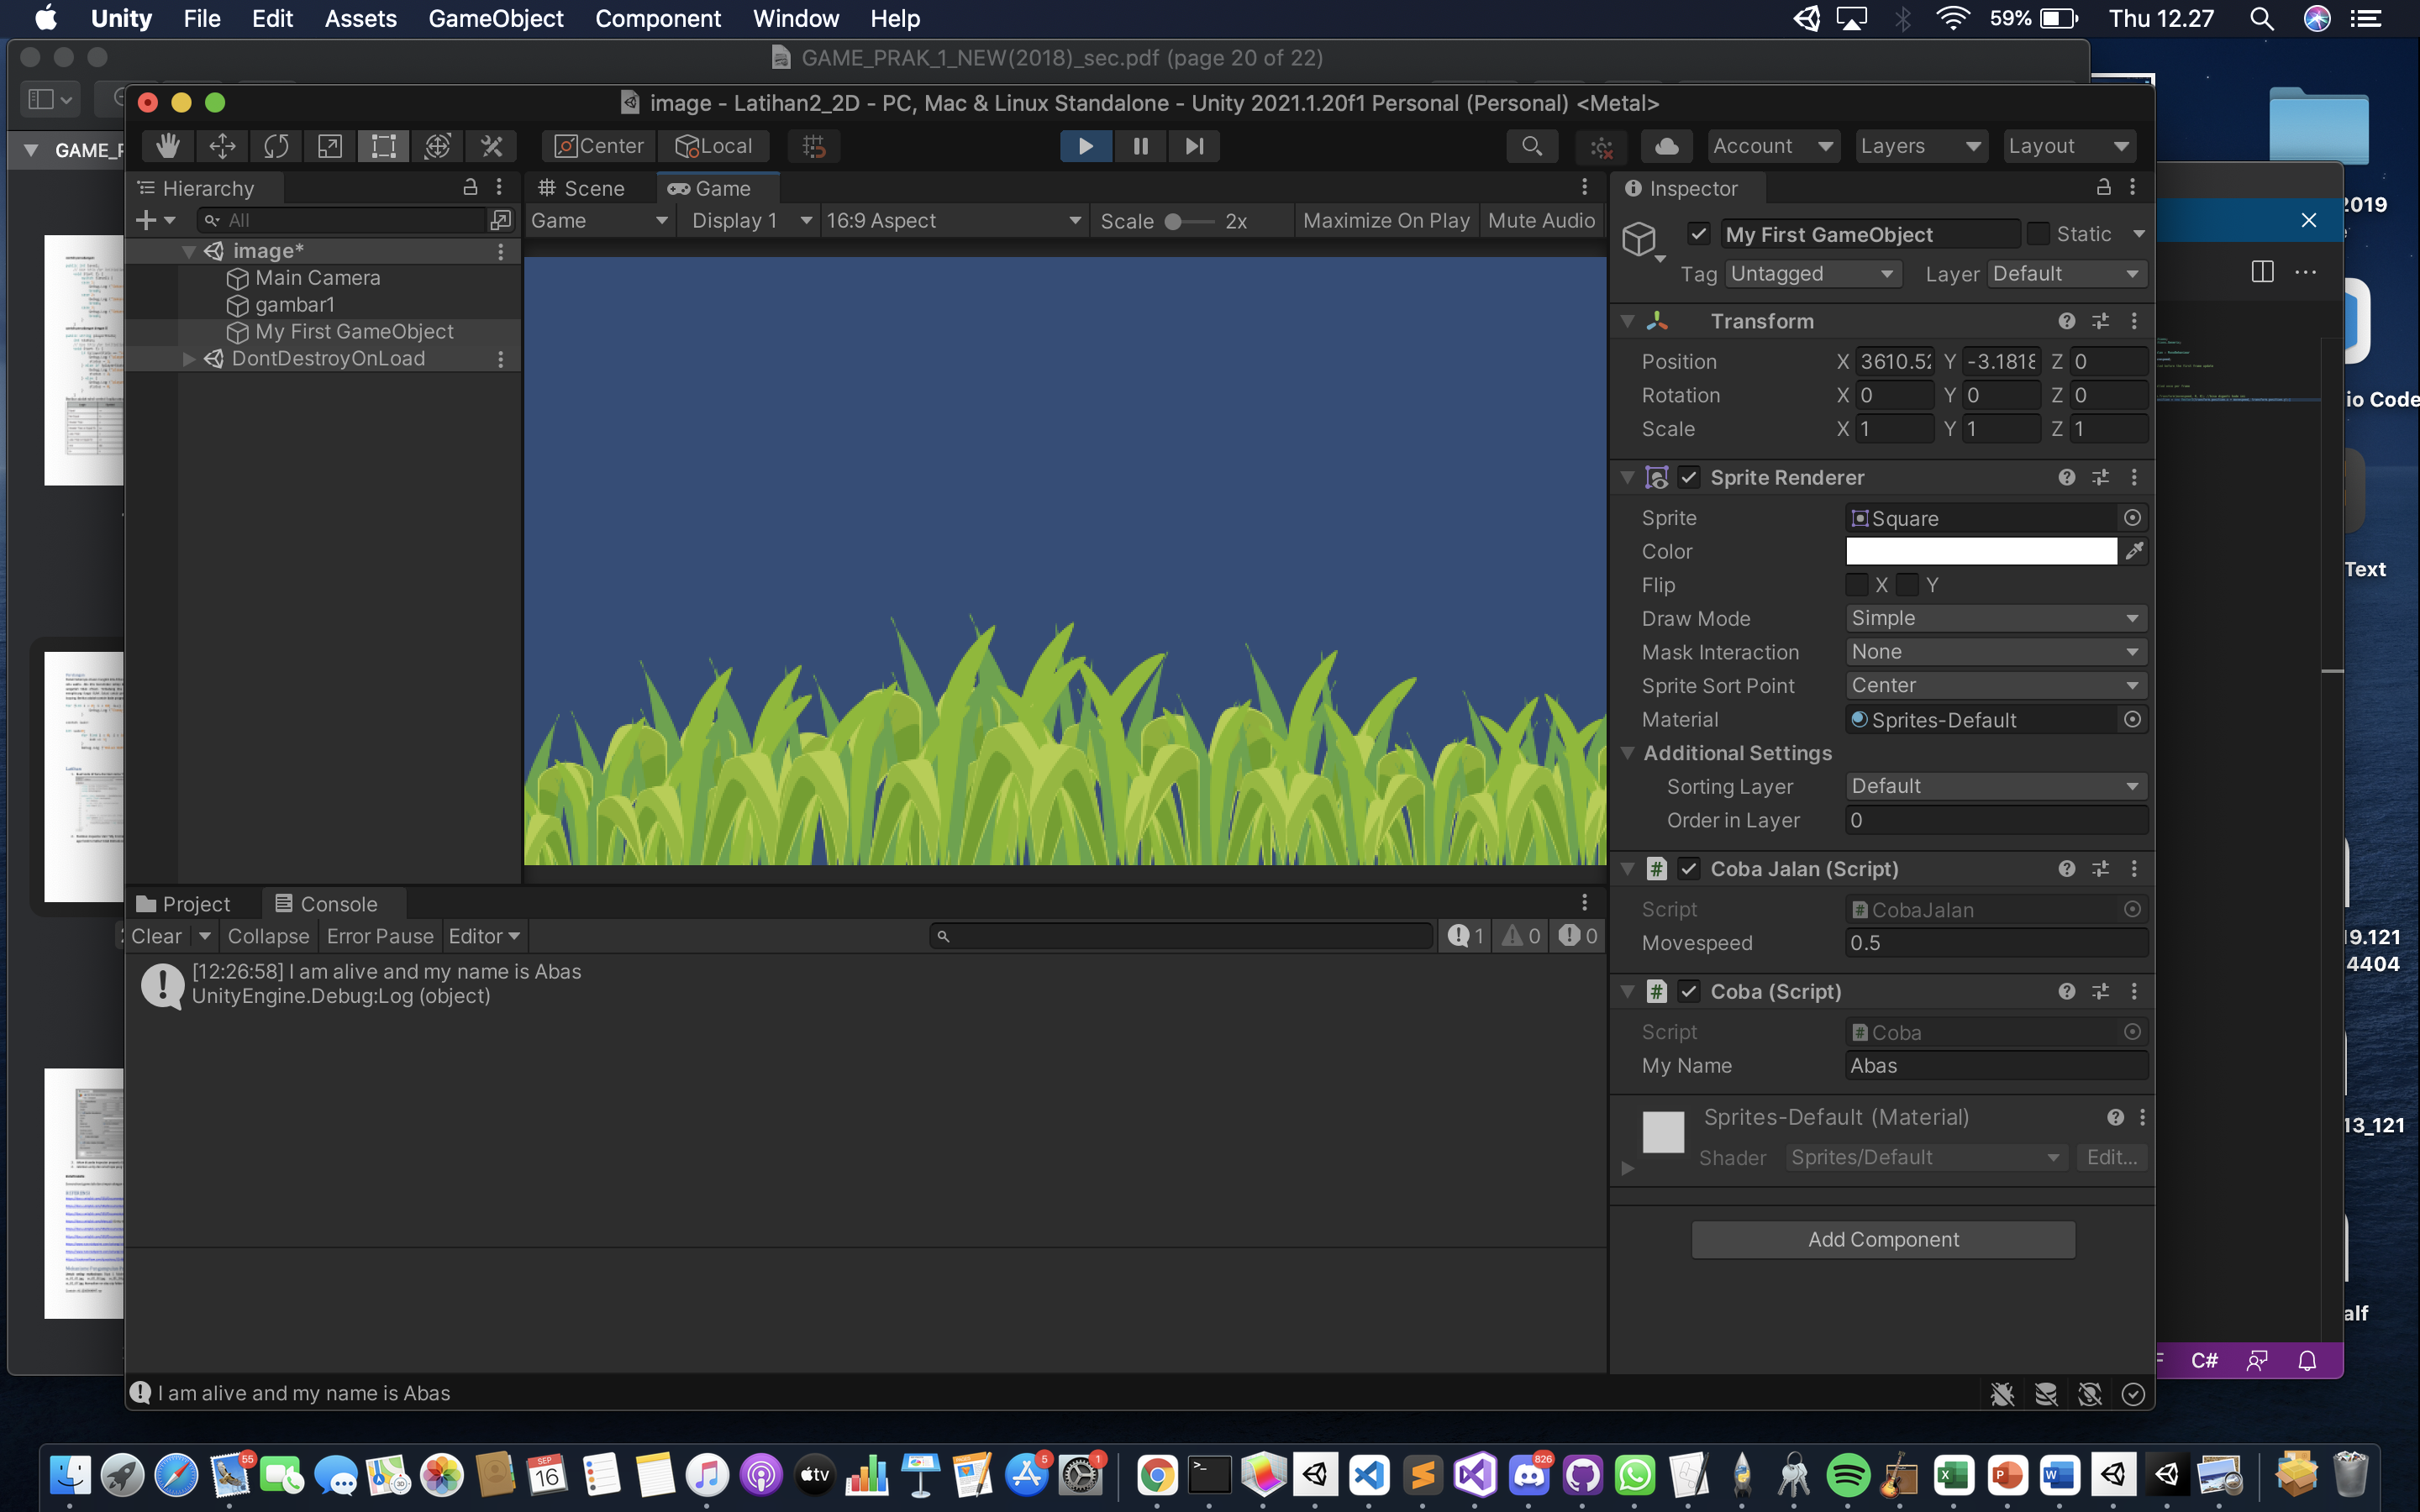 Unity File Edit Assets GameObject Component Window Help 59% Thu 12.27
GAME_PRAK_1_NEW(2018)_sec.pdf (page 20 of 22)
image - Latihan2_2D - PC, Mac & Linux Standalone - Unity 2021.1.20f1 Personal (Personal) <Metal>
GAME_P
Center Local Account Layers Layout
Hierarchy Scene Game Inspector
All Game Display 1 16:9 Aspect Scale 2x Maximize On Play Mute Audio
image*
Main Camera
gambar1
My First GameObject
DontDestroyOnLoad
My First GameObject Static
Tag Untagged Layer Default
Transform
Position X 3610.52 Y -3.1818 Z 0
Rotation X 0 Y 0 Z 0
Scale X 1 Y 1 Z 1
Sprite Renderer
Sprite Square
Color
Flip X Y
Draw Mode Simple
Mask Interaction None
Sprite Sort Point Center
Material Sprites-Default
Additional Settings
Sorting Layer Default
Order in Layer 0
Coba Jalan (Script)
Script CobaJalan
Movespeed 0.5
Coba (Script)
Script Coba
My Name Abas
Sprites-Default (Material)
Shader Sprites/Default Edit...
Add Component
Project Console
Clear Collapse Error Pause Editor 1 0 0
[12:26:58] I am alive and my name is Abas
UnityEngine.Debug:Log (object)
I am alive and my name is Abas
2019
io Code
Text
19.121
4404
13_121
alf
C#
55 SEP 16 tv 5 1 826